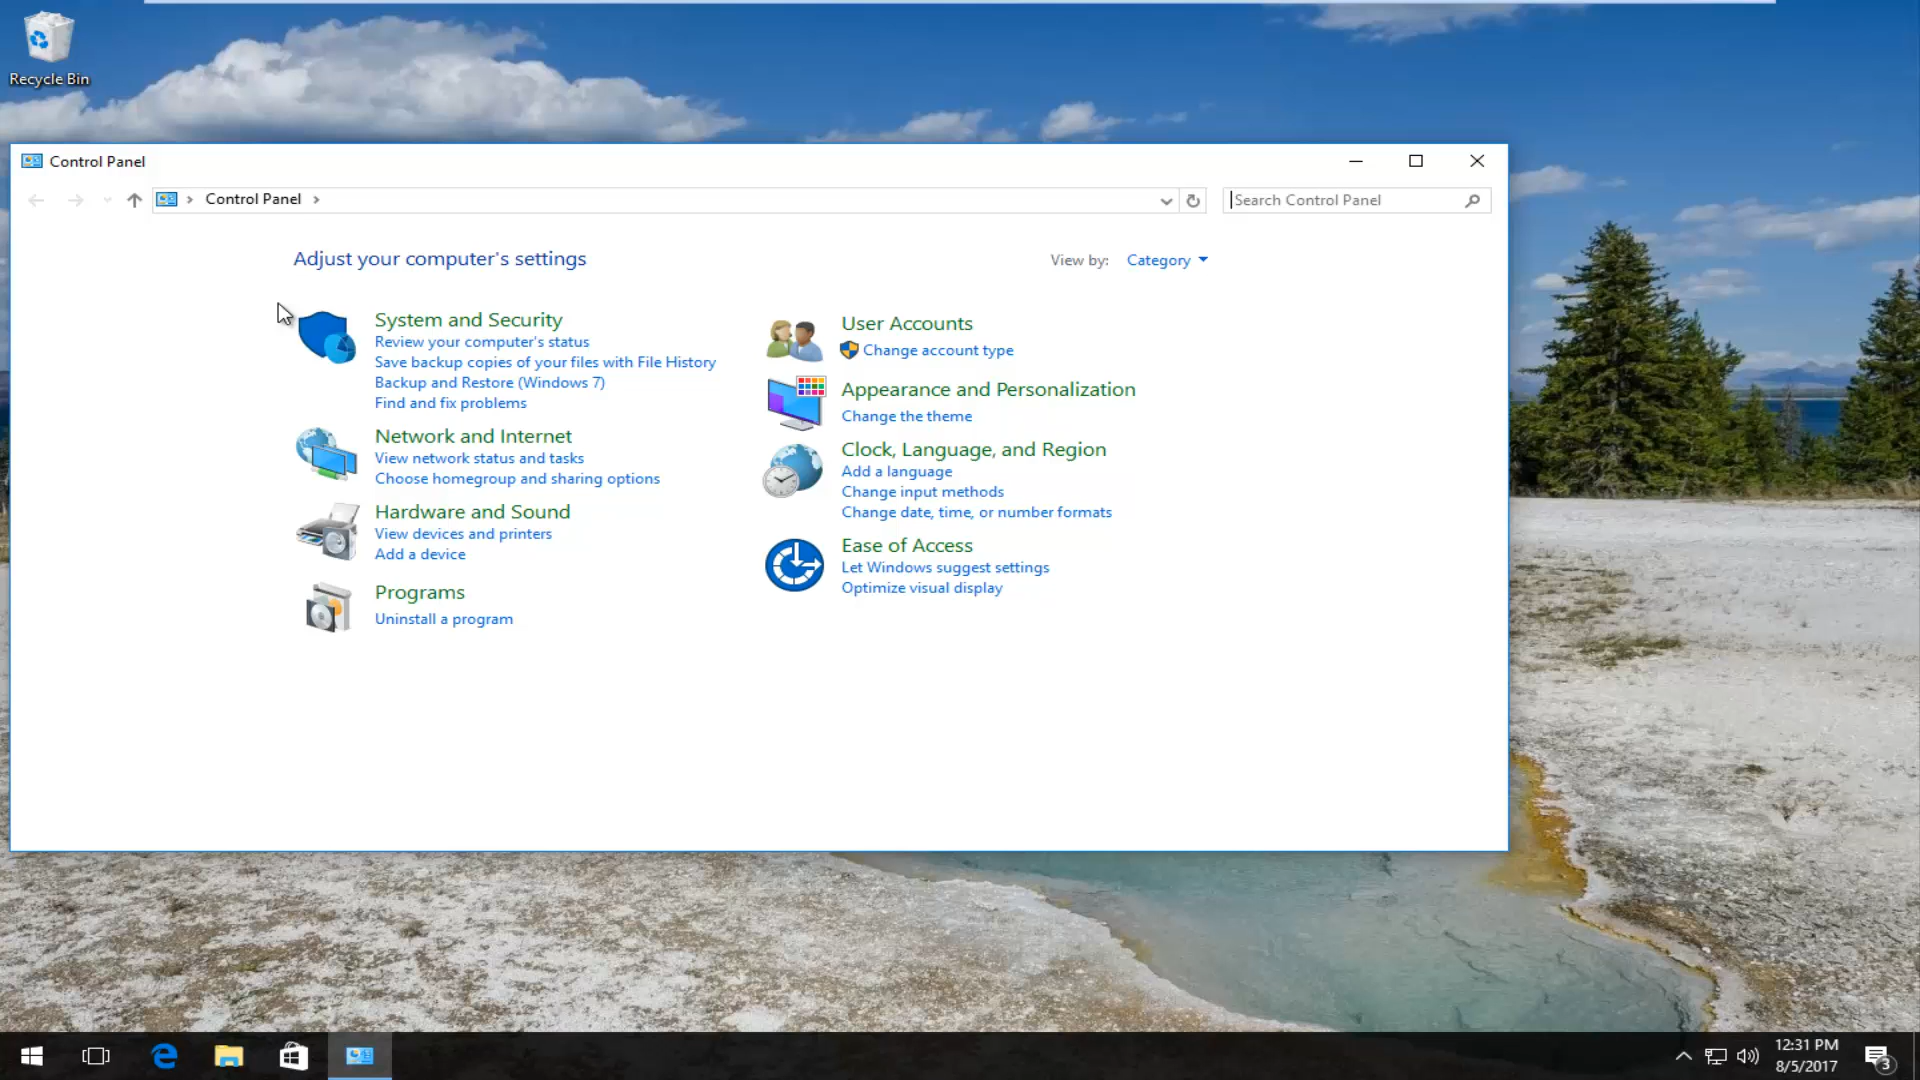 Recycle Bin
Control Panel
Control Panel
Search Control Panel
Adjust your computer's settings
View by: Category
System and Security
Review your computer's status
Save backup copies of your files with File History
Backup and Restore (Windows 7)
Find and fix problems
Network and Internet
View network status and tasks
Choose homegroup and sharing options
Hardware and Sound
View devices and printers
Add a device
Programs
Uninstall a program
User Accounts
Change account type
Appearance and Personalization
Change the theme
Clock, Language, and Region
Add a language
Change input methods
Change date, time, or number formats
Ease of Access
Let Windows suggest settings
Optimize visual display
12:31 PM
8/5/2017
3